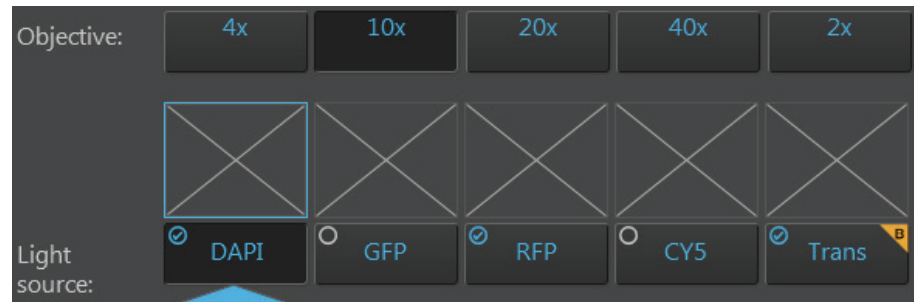 Objective: 4x 10x 20x 40x 2x
DAPI GFP RFP CY5 Trans B
Light
source: